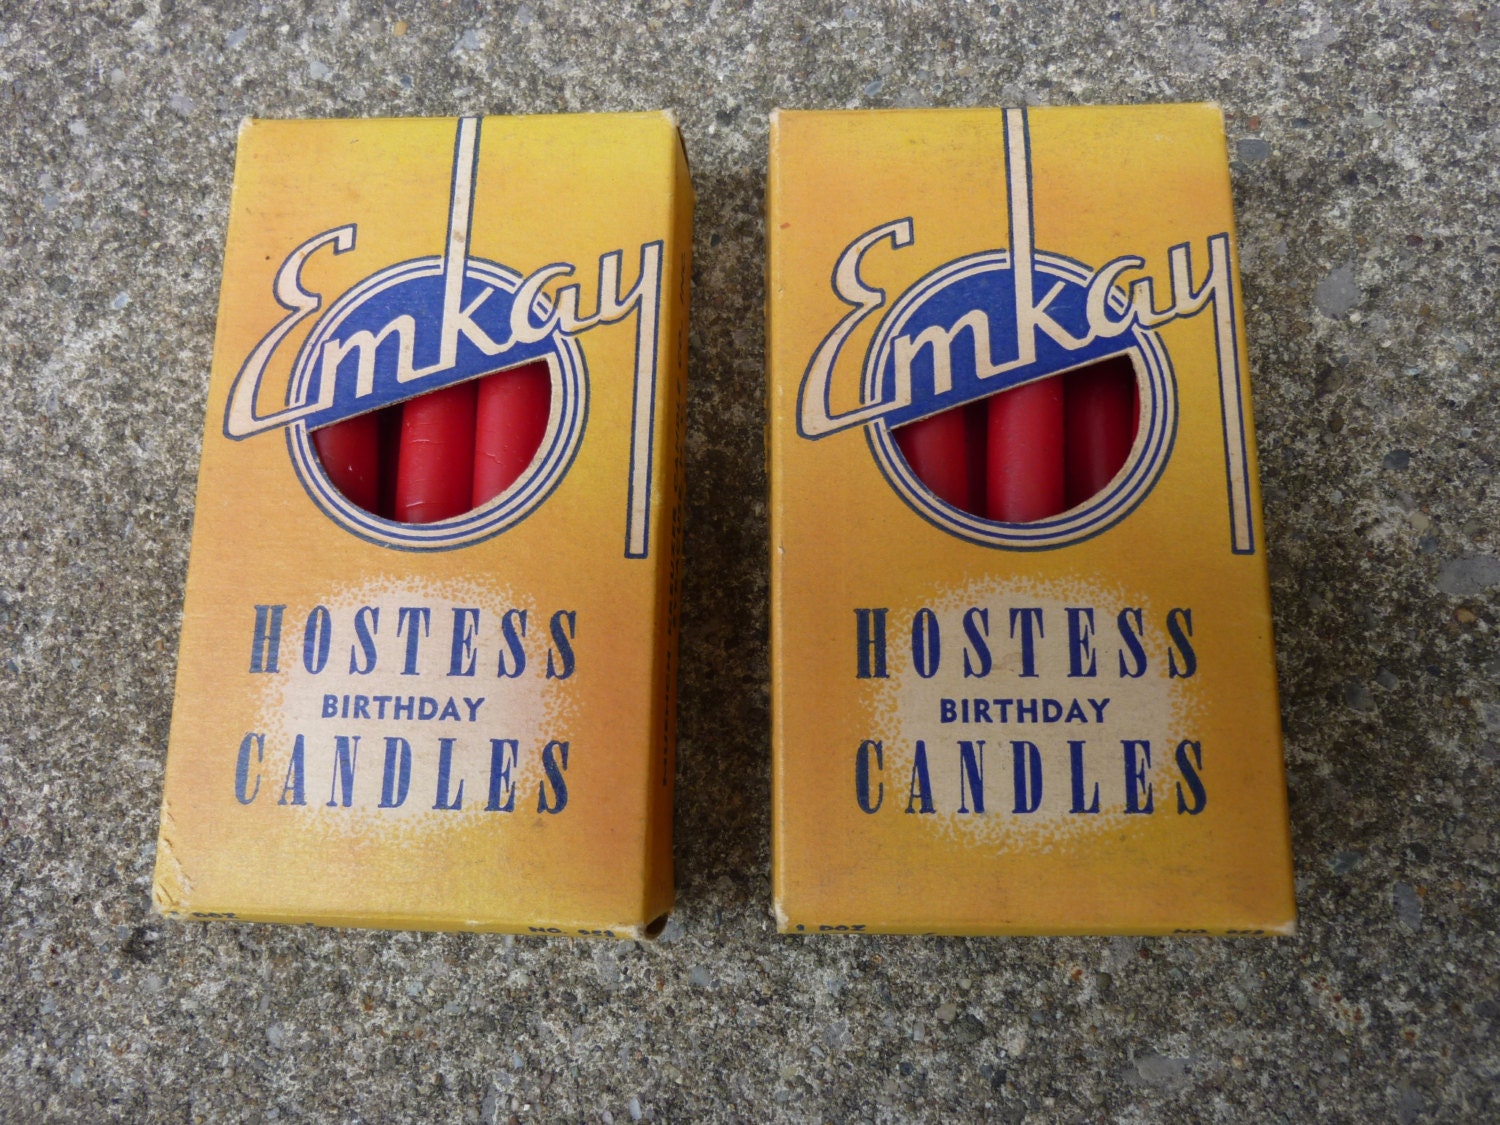 Emkay
HOSTESS
BIRTHDAY
CANDLES
Emkay
HOSTESS
BIRTHDAY
CANDLES